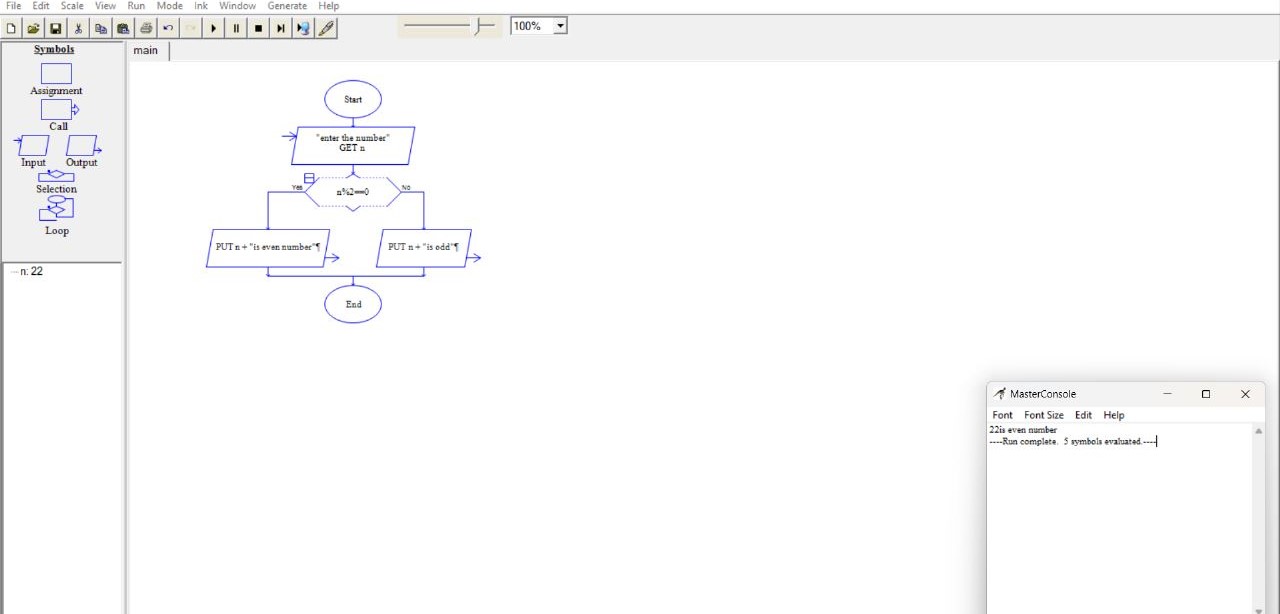 File Edit Scale View Run Mode Ink Window Generate Help
100%
Symbols
main
Assignment
Call
Input Output
Selection
Loop
n: 22
Start
"enter the number"
GET n
Yes
n%2==0
No
PUT n + "is even number"¶
PUT n + "is odd"¶
End
MasterConsole
Font Font Size Edit Help
22is even number
----Run complete. 5 symbols evaluated.----